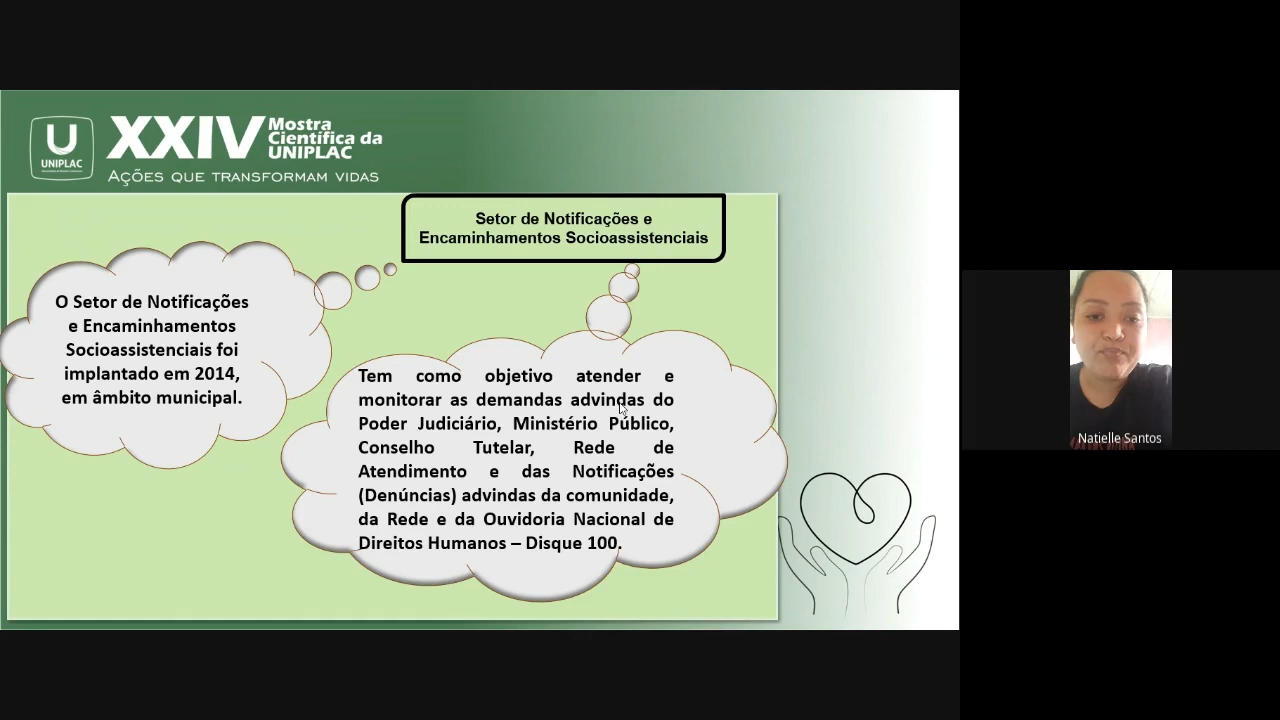 U
UNIPLAC
XXIV Mostra
Científica da
UNIPLAC
AÇÕES QUE TRANSFORMAM VIDAS
Setor de Notificações e
Encaminhamentos Socioassistenciais
O Setor de Notificações
e Encaminhamentos
Socioassistenciais foi
implantado em 2014,
em âmbito municipal.
Tem como objetivo atender e
monitorar as demandas advindas do
Poder Judiciário, Ministério Público,
Conselho Tutelar, Rede de
Atendimento e das Notificações
(Denúncias) advindas da comunidade,
da Rede e da Ouvidoria Nacional de
Direitos Humanos – Disque 100.
Natielle Santos